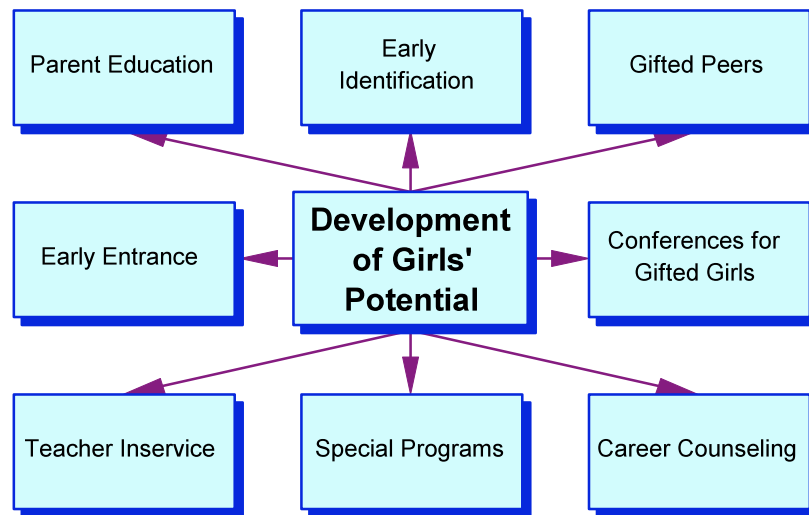 Parent Education
Early
Identification
Gifted Peers
Early Entrance
Development
of Girls'
Potential
Conferences for
Gifted Girls
Teacher Inservice
Special Programs
Career Counseling